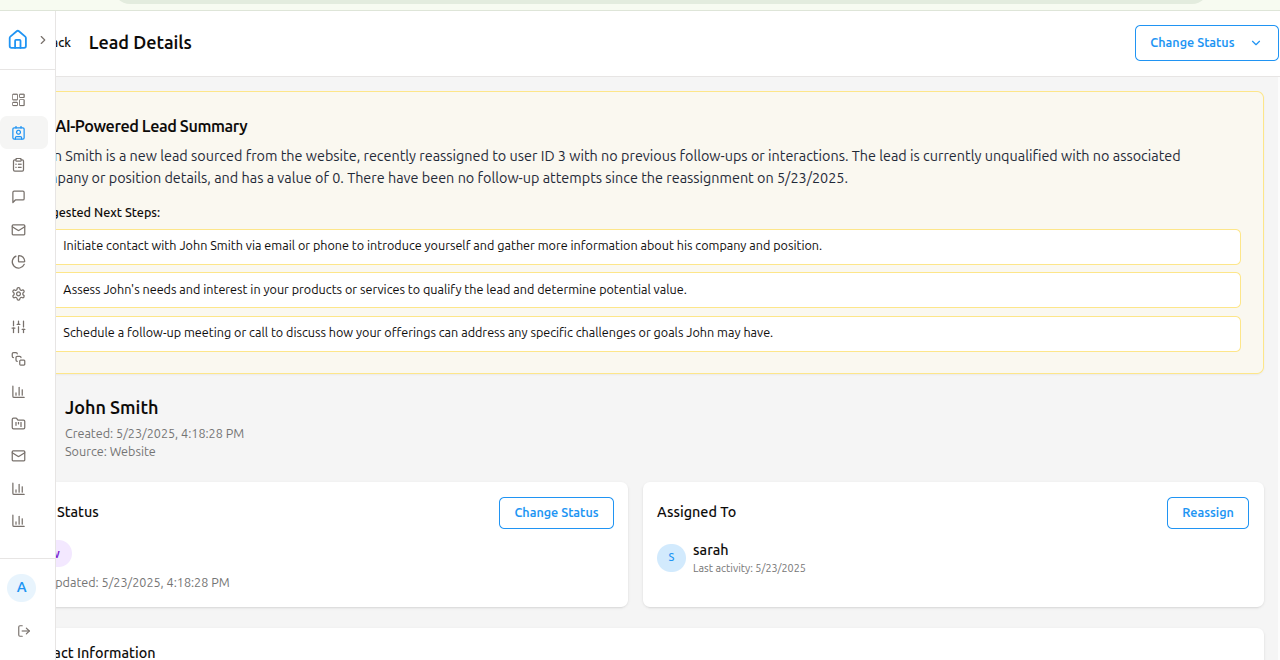 ck Lead Details
Change Status
AI-Powered Lead Summary
n Smith is a new lead sourced from the website, recently reassigned to user ID 3 with no previous follow-ups or interactions. The lead is currently unqualified with no associated
pany or position details, and has a value of 0. There have been no follow-up attempts since the reassignment on 5/23/2025.
gested Next Steps:
Initiate contact with John Smith via email or phone to introduce yourself and gather more information about his company and position.
Assess John's needs and interest in your products or services to qualify the lead and determine potential value.
Schedule a follow-up meeting or call to discuss how your offerings can address any specific challenges or goals John may have.
John Smith
Created: 5/23/2025, 4:18:28 PM
Source: Website
Status
Change Status
w
pdated: 5/23/2025, 4:18:28 PM
Assigned To
Reassign
S
sarah
Last activity: 5/23/2025
A
act Information